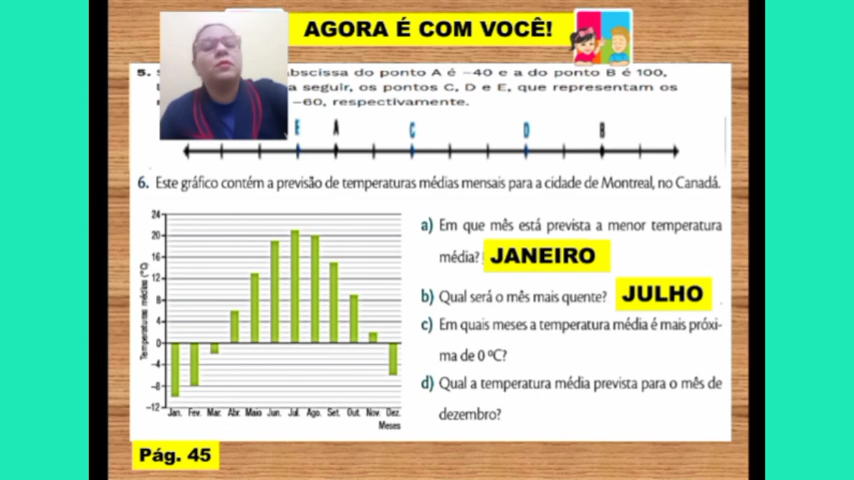 AGORA É COM VOCÊ!
5.
abscissa do ponto A é −40 e a do ponto B é 100,
a seguir, os pontos C, D e E, que representam os
−60, respectivamente.
E A C D B
6. Este gráfico contém a previsão de temperaturas médias mensais para a cidade de Montreal, no Canadá.
Temperaturas médias (°C)
24
20
16
12
8
4
0
−4
−8
−12
Jan. Fev. Mar. Abr. Maio Jun. Jul. Ago. Set. Out. Nov. Dez.
Meses
a) Em que mês está prevista a menor temperatura
média? JANEIRO
b) Qual será o mês mais quente? JULHO
c) Em quais meses a temperatura média é mais próxi-
ma de 0 ºC?
d) Qual a temperatura média prevista para o mês de
dezembro?
Pág. 45